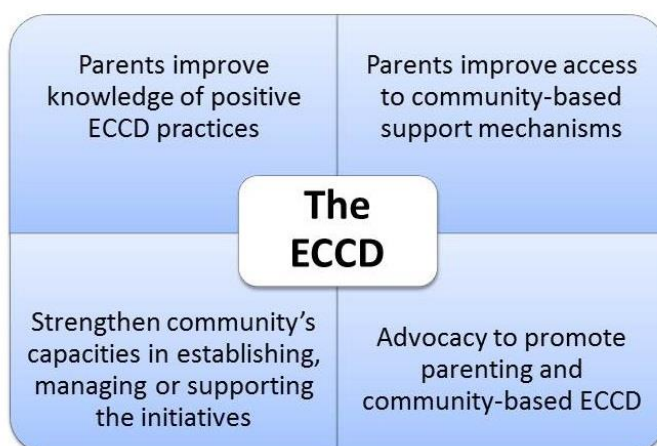 Parents improve
knowledge of positive
ECCD practices
Parents improve access
to community-based
support mechanisms
The
ECCD
Strengthen community’s
capacities in establishing,
managing or supporting
the initiatives
Advocacy to promote
parenting and
community-based ECCD